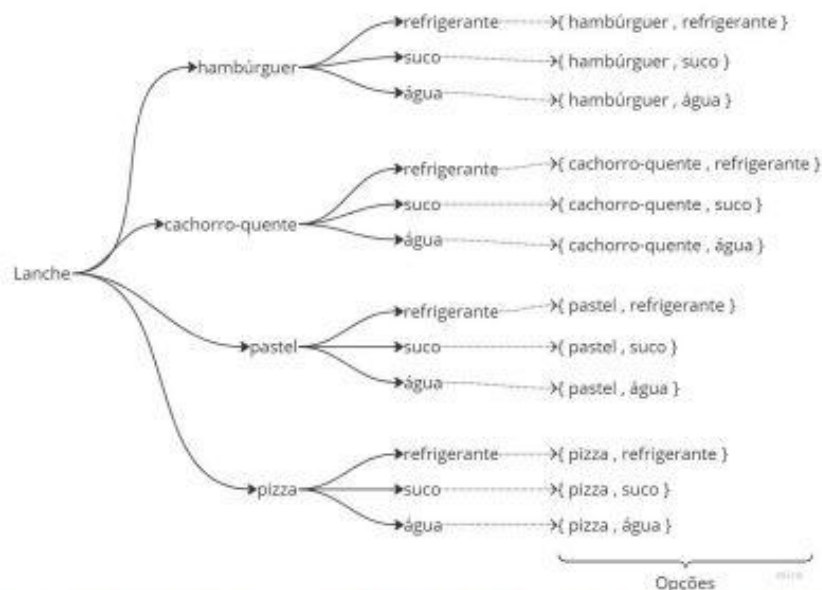 refrigerante { hambúrguer , refrigerante }
hambúrguer suco { hambúrguer , suco }
água { hambúrguer , água }
refrigerante { cachorro-quente , refrigerante }
cachorro-quente suco { cachorro-quente , suco }
água { cachorro-quente , água }
Lanche
refrigerante { pastel , refrigerante }
pastel suco { pastel , suco }
água { pastel , água }
refrigerante { pizza , refrigerante }
pizza suco { pizza , suco }
água { pizza , água }
Opções
miro